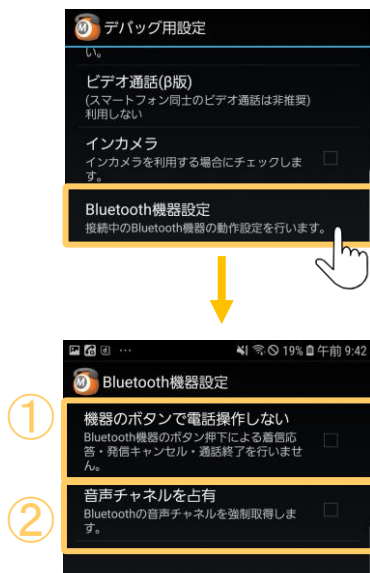 デバッグ用設定
い。
ビデオ通話(β版)
(スマートフォン同士のビデオ通話は非推奨)
利用しない
インカメラ
インカメラを利用する場合にチェックしま
す。
Bluetooth機器設定
接続中のBluetooth機器の動作設定を行います。
19% 午前 9:42
Bluetooth機器設定
①
機器のボタンで電話操作しない
Bluetooth機器のボタン押下による着信応
答・発信キャンセル・通話終了を行いませ
ん。
②
音声チャネルを占有
Bluetoothの音声チャネルを強制取得しま
す。